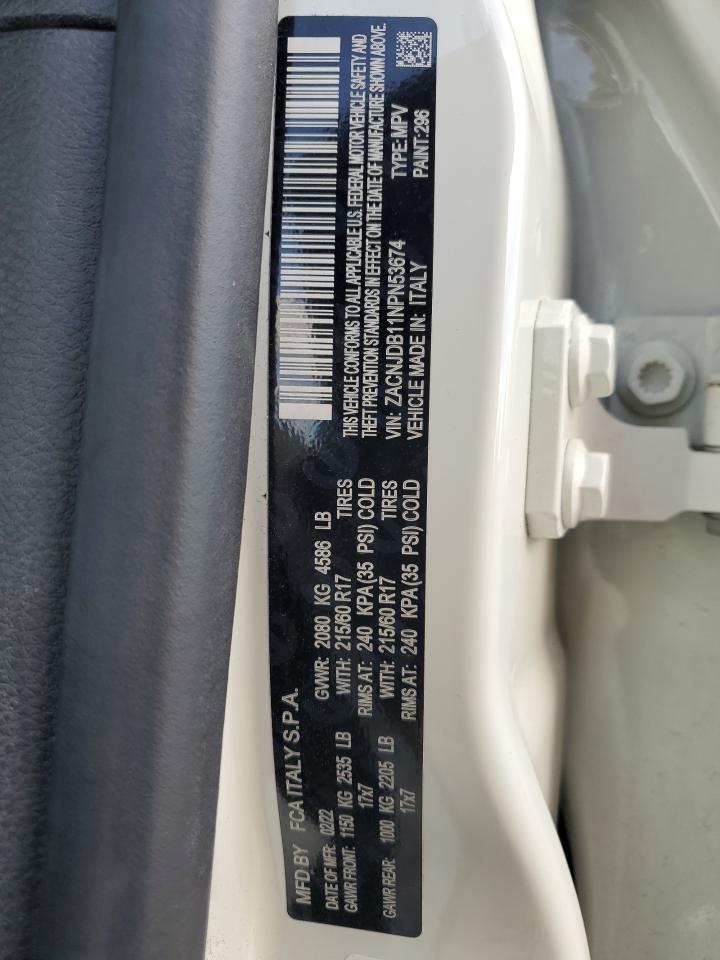 MFD BY FCA ITALY S.P.A.
DATE OF MFR: 02/22 GVWR: 2080 KG 4586 LB
GAWR FRONT: 1150 KG 2535 LB WITH: 215/60 R17 TIRES
17x7 RIMS AT: 240 KPA(35 PSI) COLD
GAWR REAR: 1000 KG 2205 LB WITH: 215/60 R17 TIRES
17x7 RIMS AT: 240 KPA(35 PSI) COLD
THIS VEHICLE CONFORMS TO ALL APPLICABLE U.S. FEDERAL MOTOR VEHICLE SAFETY AND
THEFT PREVENTION STANDARDS IN EFFECT ON THE DATE OF MANUFACTURE SHOWN ABOVE.
VIN: ZACNJDB11NPN53674 TYPE: MPV
VEHICLE MADE IN: ITALY PAINT:296